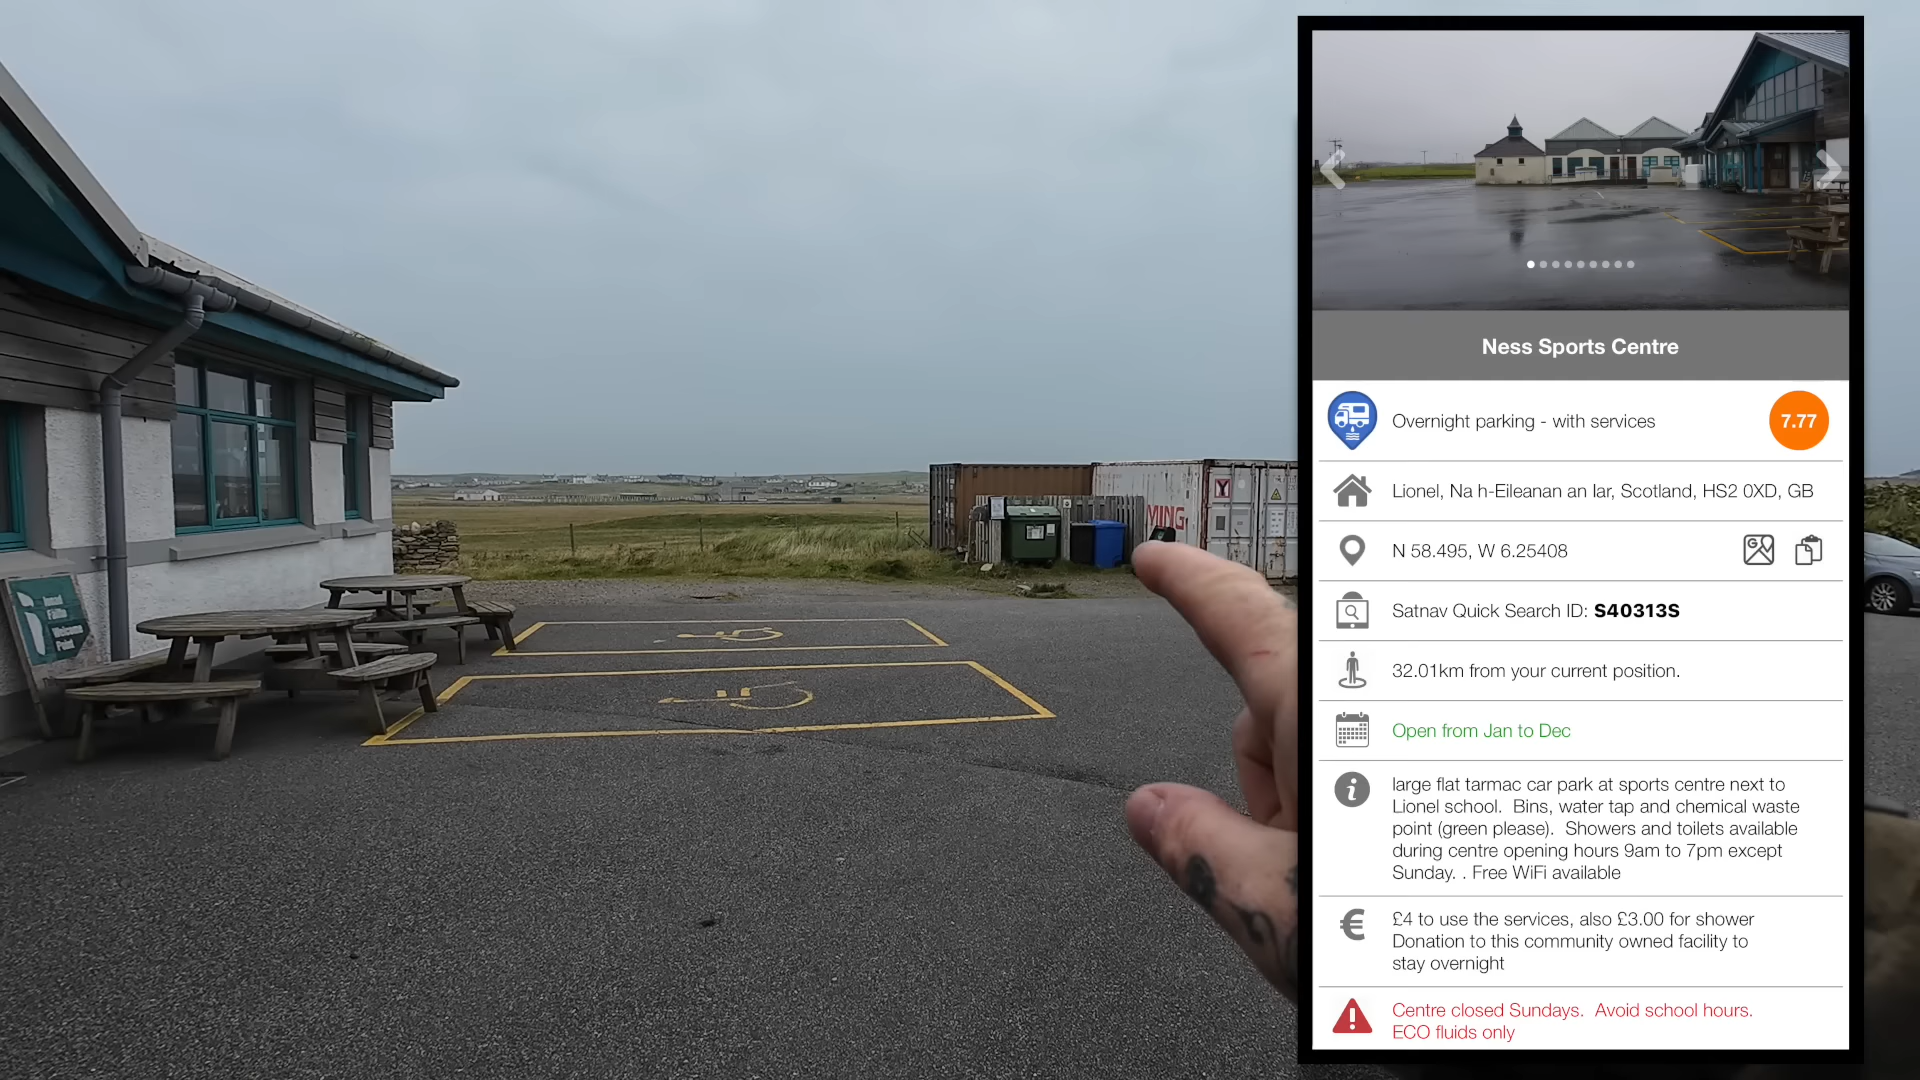 Ness Sports Centre
Overnight parking - with services
7.77
Lionel, Na h-Eileanan an Iar, Scotland, HS2 0XD, GB
N 58.495, W 6.25408
Satnav Quick Search ID: S40313S
32.01km from your current position.
Open from Jan to Dec
large flat tarmac car park at sports centre next to
Lionel school.  Bins, water tap and chemical waste
point (green please).  Showers and toilets available
during centre opening hours 9am to 7pm except
Sunday. . Free WiFi available
£4 to use the services, also £3.00 for shower
Donation to this community owned facility to
stay overnight
Centre closed Sundays.  Avoid school hours.
ECO fluids only
MING
Y
Fàilte
Welcome
Point